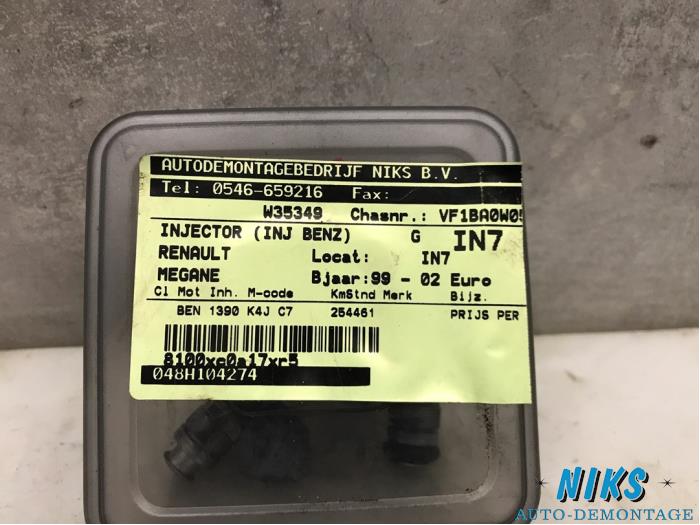 AUTODEMONTAGEBEDRIJF NIKS B.V.
Tel: 0546-659216 Fax:
W35349 Chasnr.: VF1BA0W05
INJECTOR (INJ BENZ) G IN7
RENAULT Locat: IN7
MEGANE Bjaar:99 - 02 Euro
Cl Mot Inh. M-code KmStnd Merk BlJz.
BEN 1390 K4J C7 254461 PRIJS PER
8100xc0a17xr5
048H104274
NIKS
AUTO-DEMONTAGE